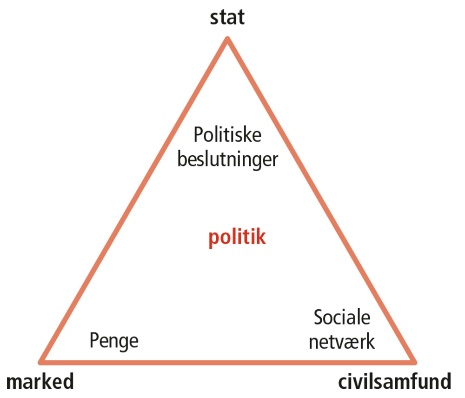 stat
Politiske
beslutninger
politik
Penge
Sociale
netværk
marked
civilsamfund